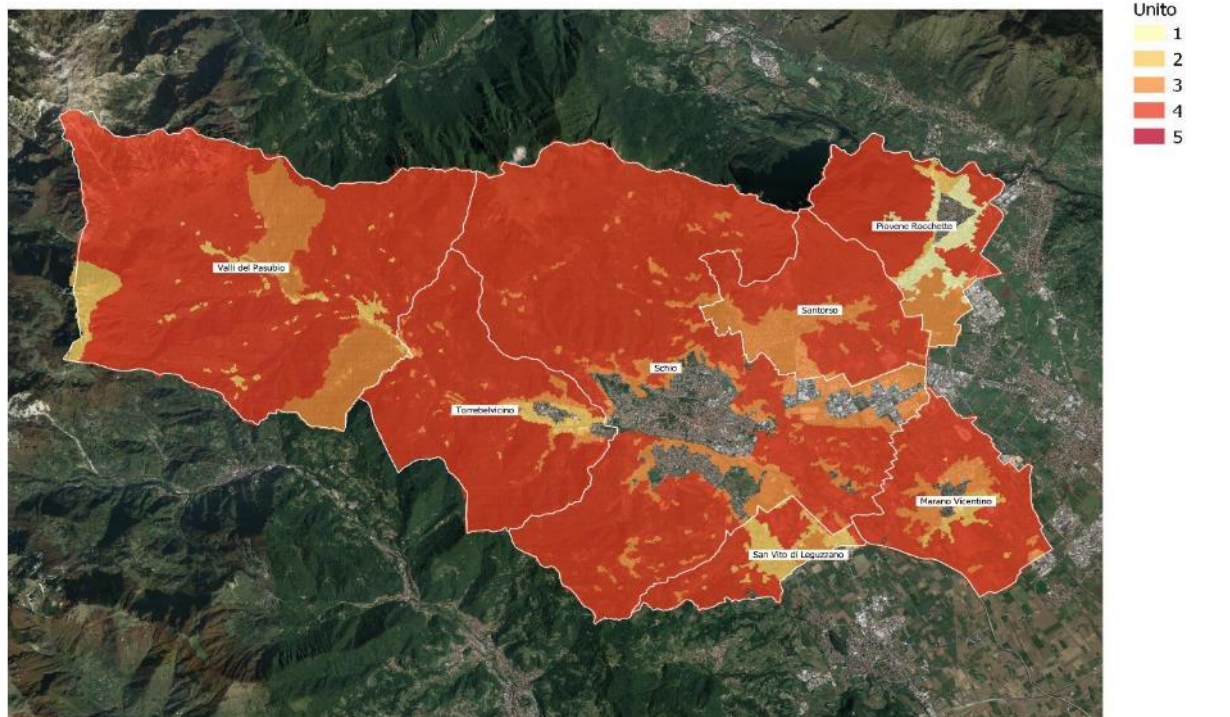 Unito
1
2
3
4
5
Piovene Rocchette
Valli del Pasubio
Santorso
Schio
Torrebelvicino
Marano Vicentino
San Vito di Leguzzano